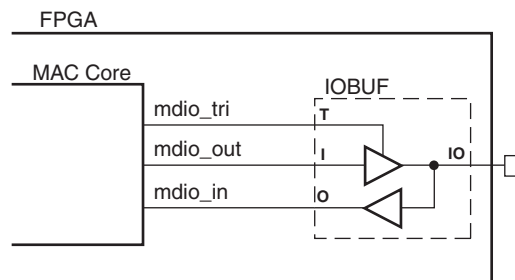 FPGA
MAC Core
IOBUF
mdio_tri
T
mdio_out
I
IO
mdio_in
O